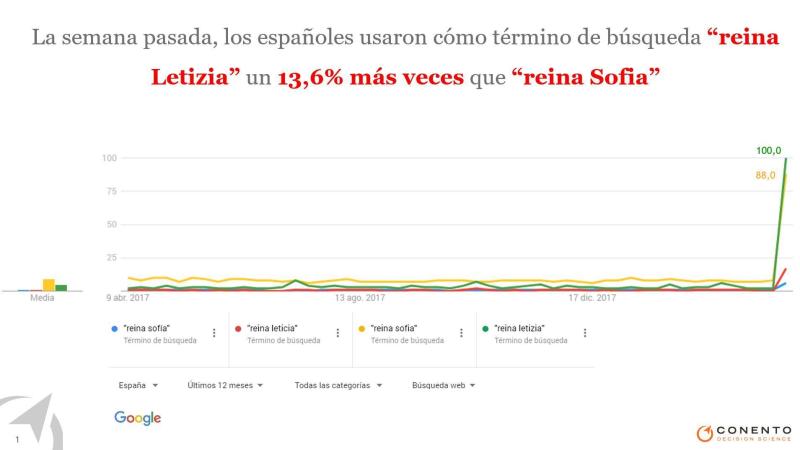 La semana pasada, los españoles usaron cómo término de búsqueda “reina
Letizia” un 13,6% más veces que “reina Sofia”
100,0
88,0
100
75
50
25
Media
9 abr. 2017
13 ago. 2017
17 dic. 2017
"reina sofía"
Término de búsqueda
"reina leticia"
Término de búsqueda
"reina sofia"
Término de búsqueda
"reina letizia"
Término de búsqueda
España
Últimos 12 meses
Todas las categorías
Búsqueda web
Google
1
CONENTO
DECISION SCIENCE